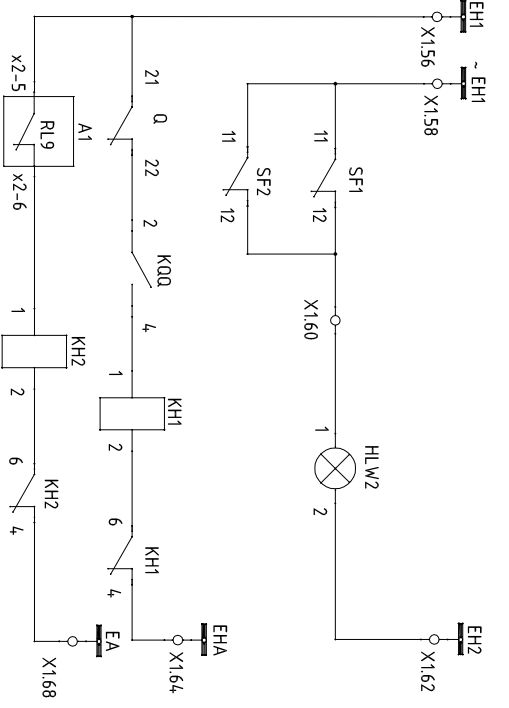 EH1
X1.56
~ EH1
X1.58
x2-5
RL9
A1
x2-6
21
Q
22
11
SF2
12
11
SF1
12
2
KQQ
4
X1.60
1
KH2
2
1
KH1
2
1
HLW2
2
6
KH2
4
6
KH1
4
EA
X1.68
EHA
X1.64
EH2
X1.62